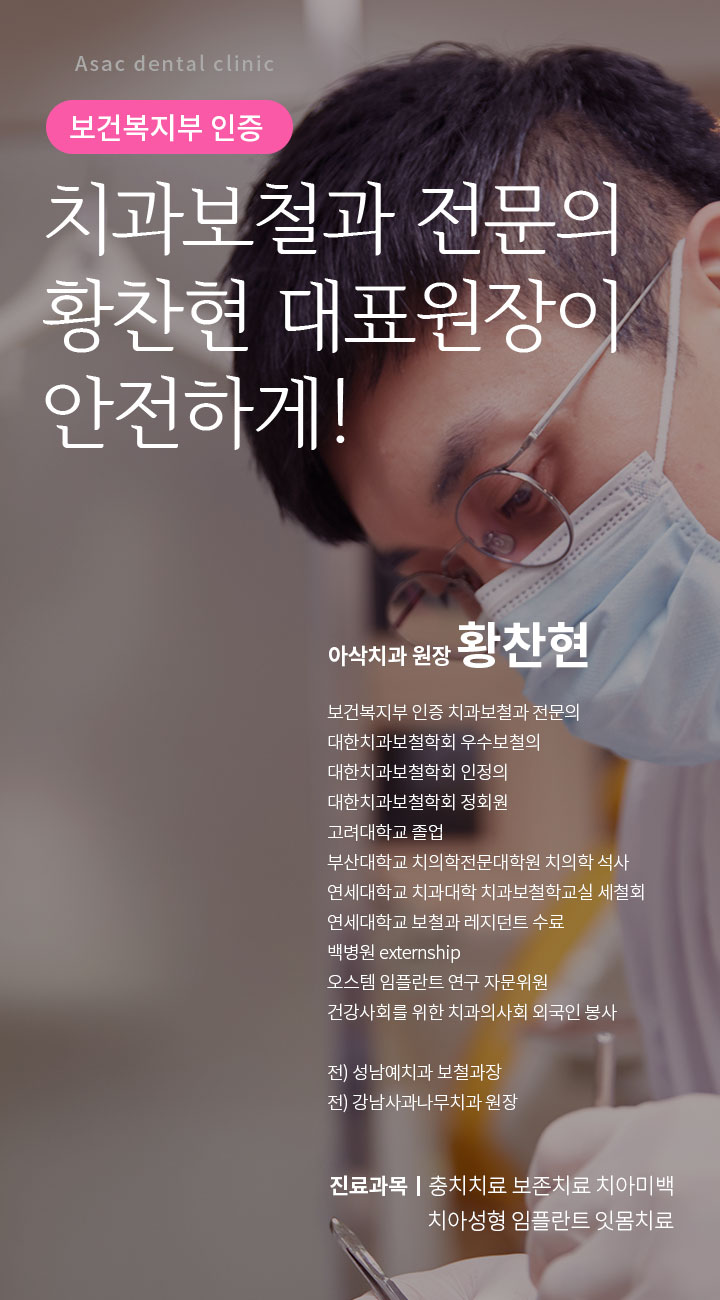 Asac dental clinic
보건복지부 인증
치과보철과 전문의
황찬현 대표원장이
안전하게!
아삭치과 원장 황찬현
보건복지부 인증 치과보철과 전문의
대한치과보철학회 우수보철의
대한치과보철학회 인정의
대한치과보철학회 정회원
고려대학교 졸업
부산대학교 치의학전문대학원 치의학 석사
연세대학교 치과대학 치과보철학교실 세철회
연세대학교 보철과 레지던트 수료
백병원 externship
오스템 임플란트 연구 자문위원
건강사회를 위한 치과의사회 외국인 봉사
전) 성남예치과 보철과장
전) 강남사과나무치과 원장
진료과목 | 충치치료 보존치료 치아미백
치아성형 임플란트 잇몸치료